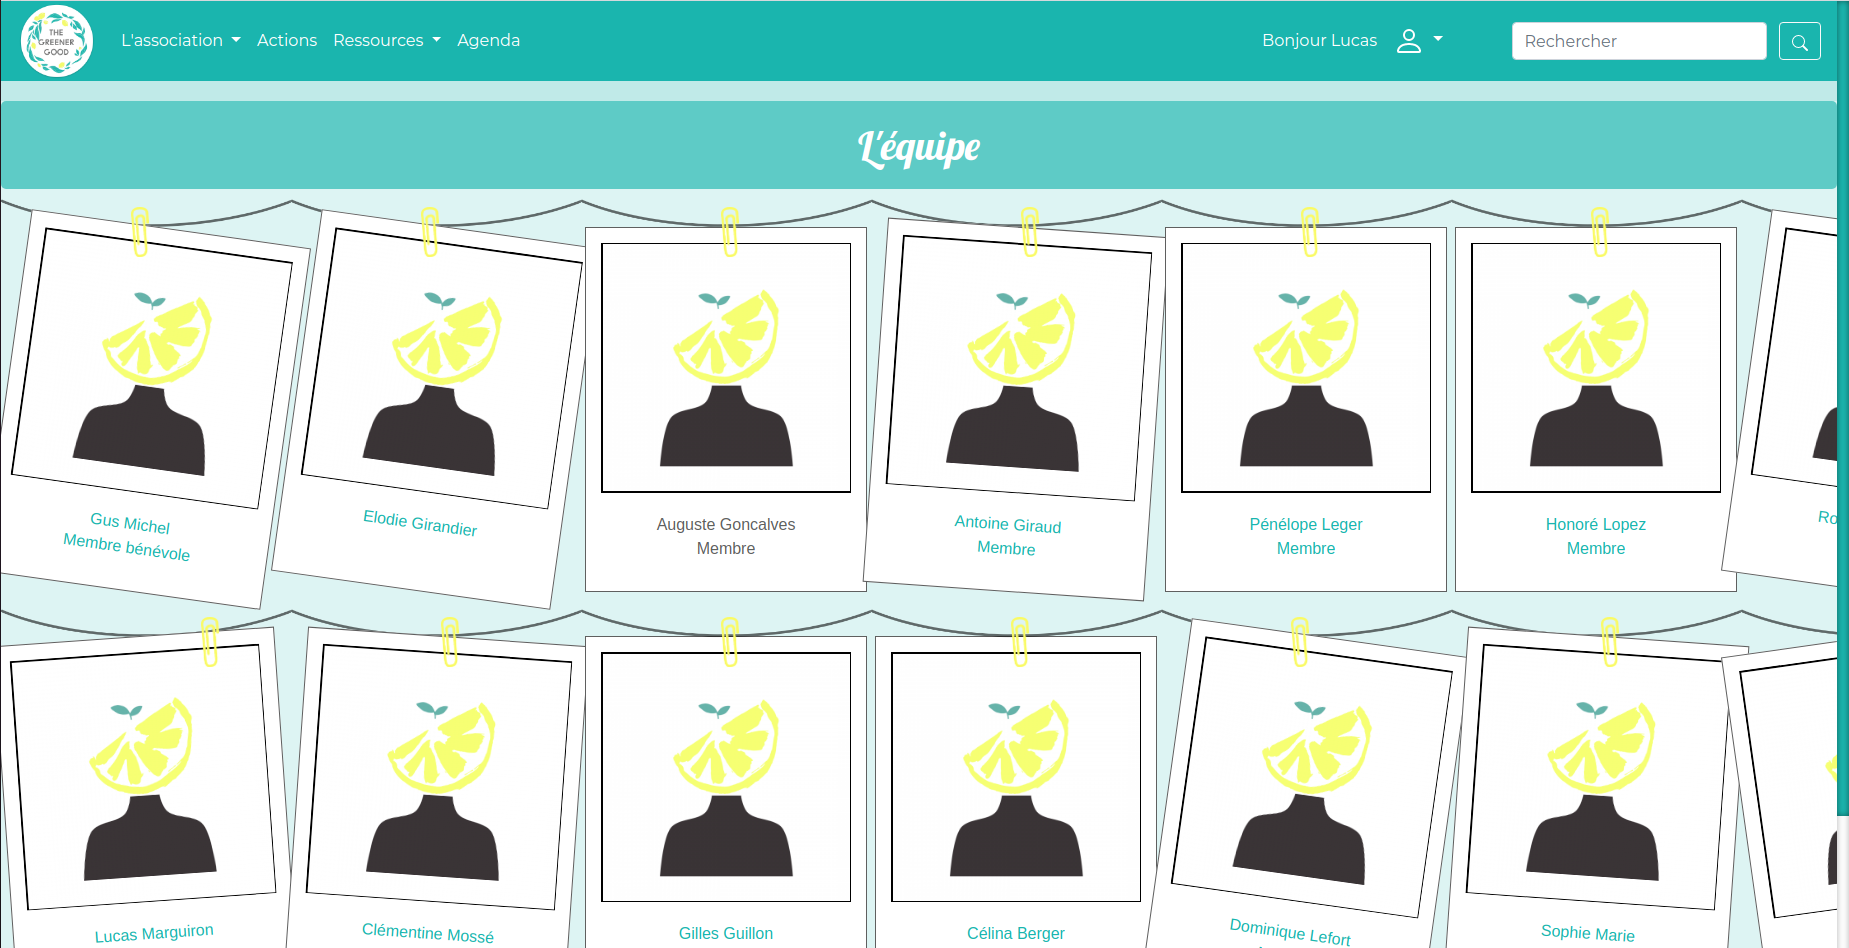 THE
GREENER
GOOD
L'association
Actions
Ressources
Agenda
Bonjour Lucas
Rechercher
L'équipe
Gus Michel
Membre bénévole
Elodie Girandier
Auguste Goncalves
Membre
Antoine Giraud
Membre
Pénélope Leger
Membre
Honoré Lopez
Membre
Lucas Marguiron
Clémentine Mossé
Gilles Guillon
Célina Berger
Dominique Lefort
Sophie Marie